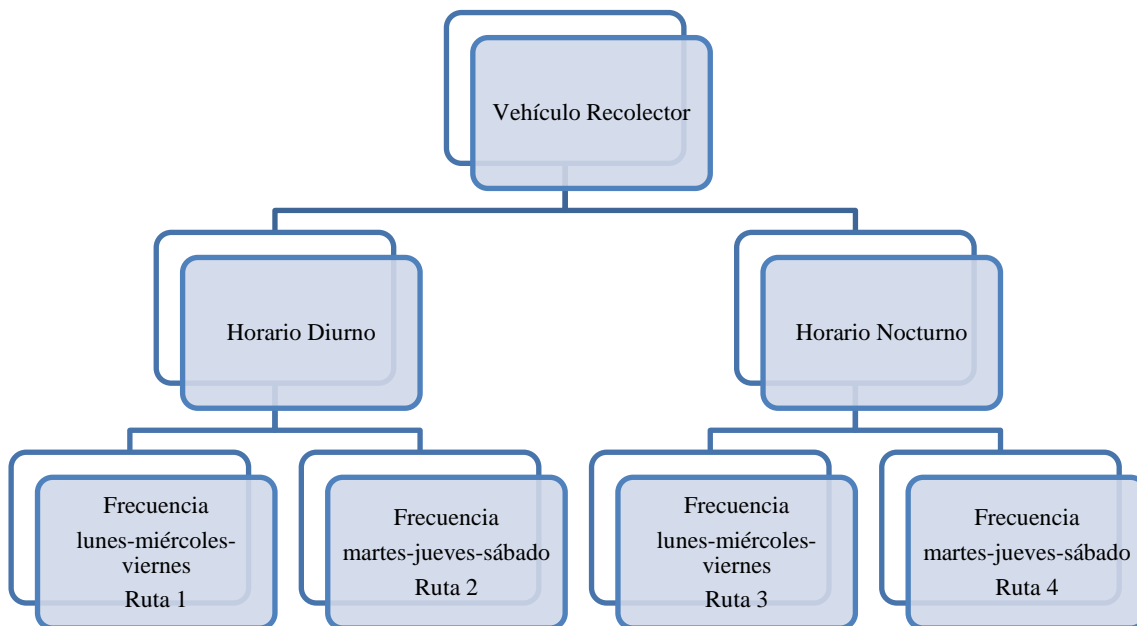 Vehículo Recolector
Horario Diurno
Horario Nocturno
Frecuencia
lunes-miércoles-
viernes
Ruta 1
Frecuencia
martes-jueves-sábado
Ruta 2
Frecuencia
lunes-miércoles-
viernes
Ruta 3
Frecuencia
martes-jueves-sábado
Ruta 4